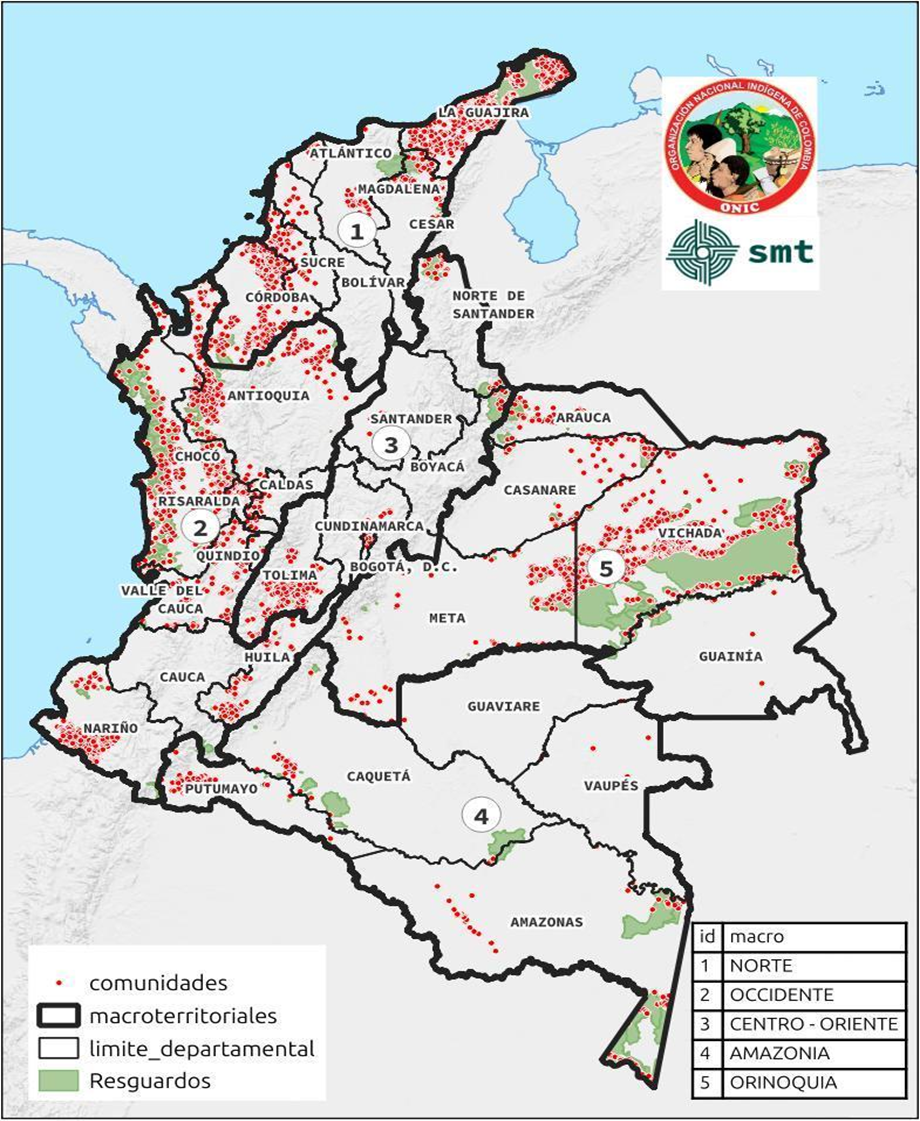 ORGANIZACIÓN NACIONAL INDÍGENA DE COLOMBIA
ONIC
smt
LA GUAJIRA
ATLÁNTICO
MAGDALENA
CESAR
1
SUCRE
BOLÍVAR
CÓRDOBA
NORTE DE
SANTANDER
ANTIOQUIA
SANTANDER
ARAUCA
3
CHOCÓ
BOYACÁ
CALDAS
CASANARE
RISARALDA
2
CUNDINAMARCA
VICHADA
QUINDIO
BOGOTÁ, D.C.
5
TOLIMA
VALLE DEL
CAUCA
META
HUILA
GUAINÍA
CAUCA
GUAVIARE
NARIÑO
CAQUETÁ
PUTUMAYO
VAUPÉS
4
AMAZONAS
comunidades
macroterritoriales
limite_departamental
Resguardos
id macro
1 NORTE
2 OCCIDENTE
3 CENTRO - ORIENTE
4 AMAZONIA
5 ORINOQUIA